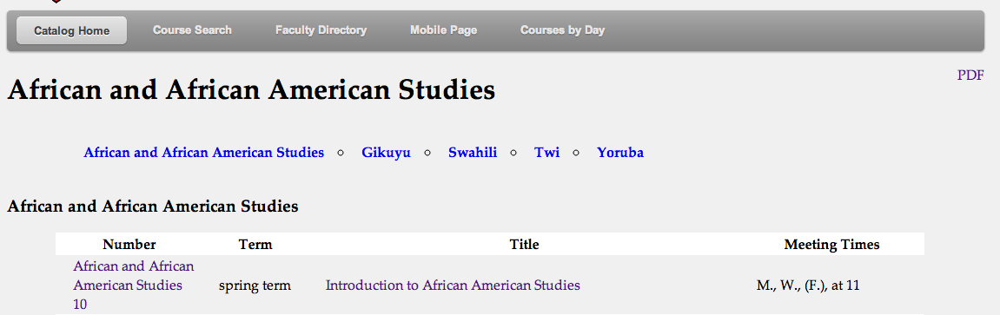 Catalog Home Course Search Faculty Directory Mobile Page Courses by Day
PDF
African and African American Studies
African and African American Studies ○ Gikuyu ○ Swahili ○ Twi ○ Yoruba
African and African American Studies
Number Term Title Meeting Times
African and African
American Studies spring term Introduction to African American Studies M., W., (F.), at 11
10